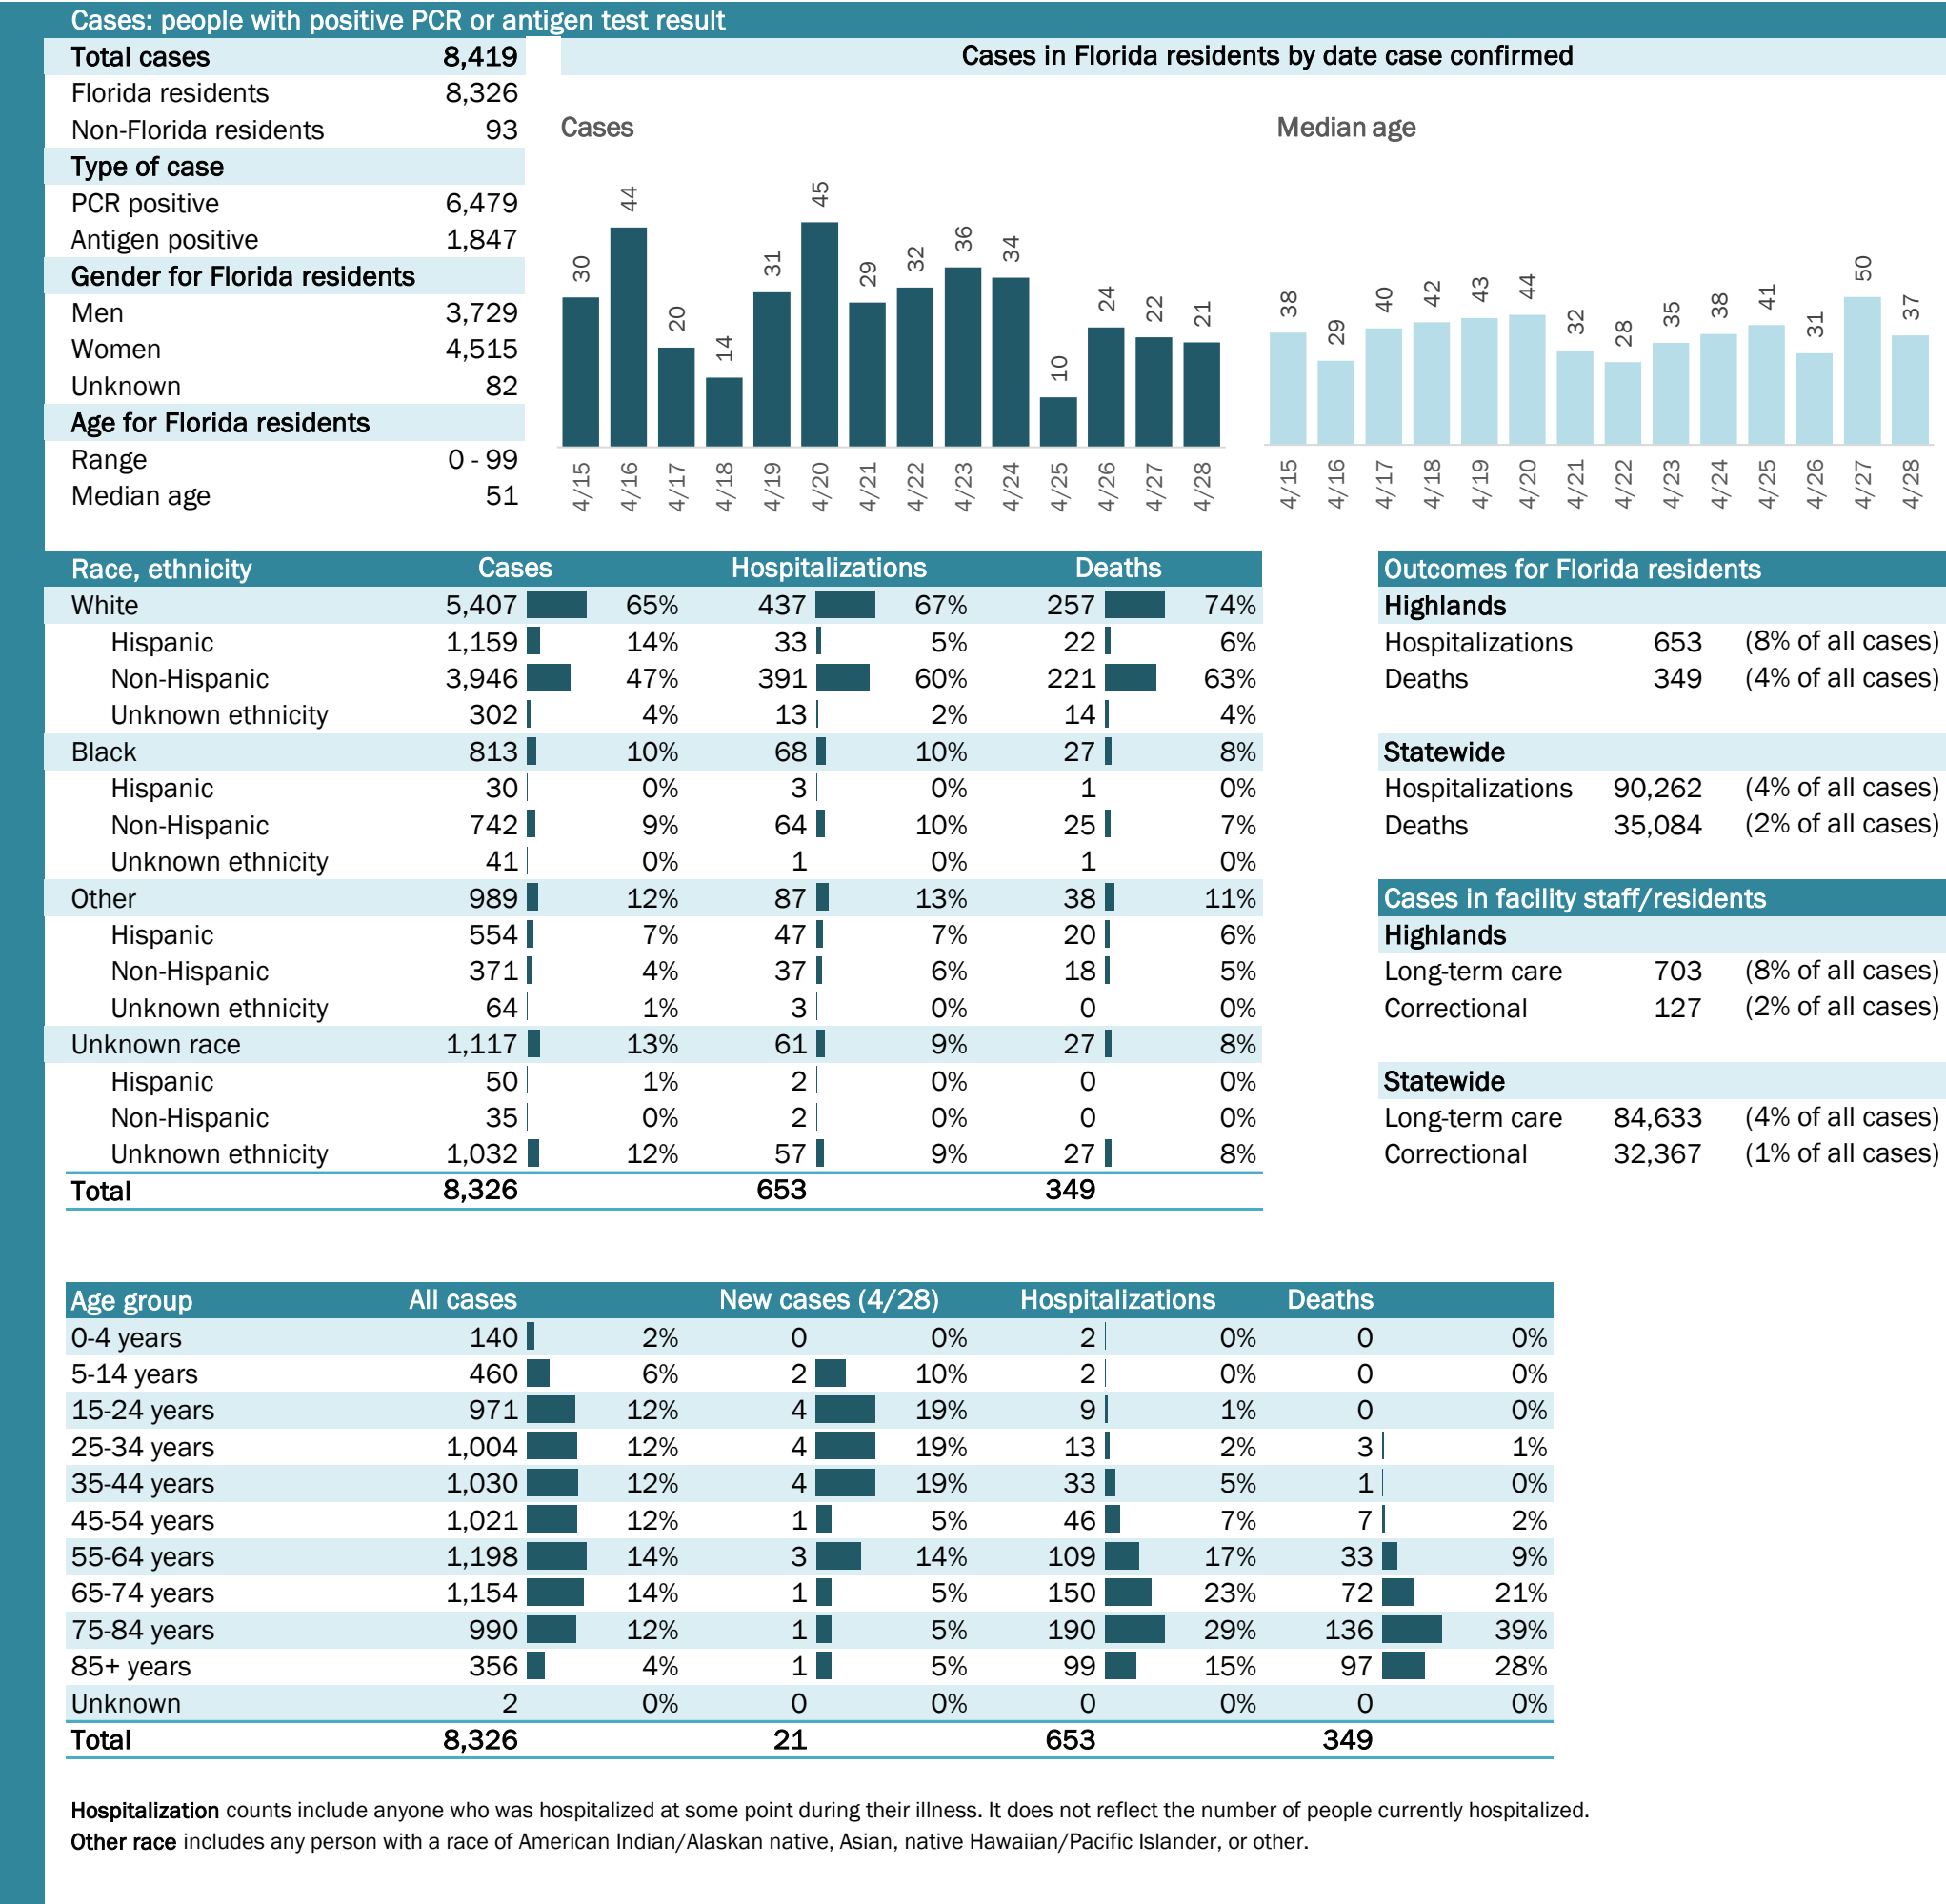 Cases: people with positive PCR or antigen test result
Total cases 8,419
Florida residents 8,326
Non-Florida residents 93
Type of case
PCR positive 6,479
Antigen positive 1,847
Gender for Florida residents
Men 3,729
Women 4,515
Unknown 82
Age for Florida residents
Range 0 - 99
Median age 51
Cases in Florida residents by date case confirmed
Cases
30 44 20 14 31 45 29 32 36 34 10 24 22 21
4/15 4/16 4/17 4/18 4/19 4/20 4/21 4/22 4/23 4/24 4/25 4/26 4/27 4/28
Median age
38 29 40 42 43 44 32 28 35 38 41 31 50 37
4/15 4/16 4/17 4/18 4/19 4/20 4/21 4/22 4/23 4/24 4/25 4/26 4/27 4/28
Race, ethnicity Cases Hospitalizations Deaths
White 5,407 65% 437 67% 257 74%
Hispanic 1,159 14% 33 5% 22 6%
Non-Hispanic 3,946 47% 391 60% 221 63%
Unknown ethnicity 302 4% 13 2% 14 4%
Black 813 10% 68 10% 27 8%
Hispanic 30 0% 3 0% 1 0%
Non-Hispanic 742 9% 64 10% 25 7%
Unknown ethnicity 41 0% 1 0% 1 0%
Other 989 12% 87 13% 38 11%
Hispanic 554 7% 47 7% 20 6%
Non-Hispanic 371 4% 37 6% 18 5%
Unknown ethnicity 64 1% 3 0% 0 0%
Unknown race 1,117 13% 61 9% 27 8%
Hispanic 50 1% 2 0% 0 0%
Non-Hispanic 35 0% 2 0% 0 0%
Unknown ethnicity 1,032 12% 57 9% 27 8%
Total 8,326 653 349
Outcomes for Florida residents
Highlands
Hospitalizations 653 (8% of all cases)
Deaths 349 (4% of all cases)
Statewide
Hospitalizations 90,262 (4% of all cases)
Deaths 35,084 (2% of all cases)
Cases in facility staff/residents
Highlands
Long-term care 703 (8% of all cases)
Correctional 127 (2% of all cases)
Statewide
Long-term care 84,633 (4% of all cases)
Correctional 32,367 (1% of all cases)
Age group All cases New cases (4/28) Hospitalizations Deaths
0-4 years 140 2% 0 0% 2 0% 0 0%
5-14 years 460 6% 2 10% 2 0% 0 0%
15-24 years 971 12% 4 19% 9 1% 0 0%
25-34 years 1,004 12% 4 19% 13 2% 3 1%
35-44 years 1,030 12% 4 19% 33 5% 1 0%
45-54 years 1,021 12% 1 5% 46 7% 7 2%
55-64 years 1,198 14% 3 14% 109 17% 33 9%
65-74 years 1,154 14% 1 5% 150 23% 72 21%
75-84 years 990 12% 1 5% 190 29% 136 39%
85+ years 356 4% 1 5% 99 15% 97 28%
Unknown 2 0% 0 0% 0 0% 0 0%
Total 8,326 21 653 349
Hospitalization counts include anyone who was hospitalized at some point during their illness. It does not reflect the number of people currently hospitalized.
Other race includes any person with a race of American Indian/Alaskan native, Asian, native Hawaiian/Pacific Islander, or other.